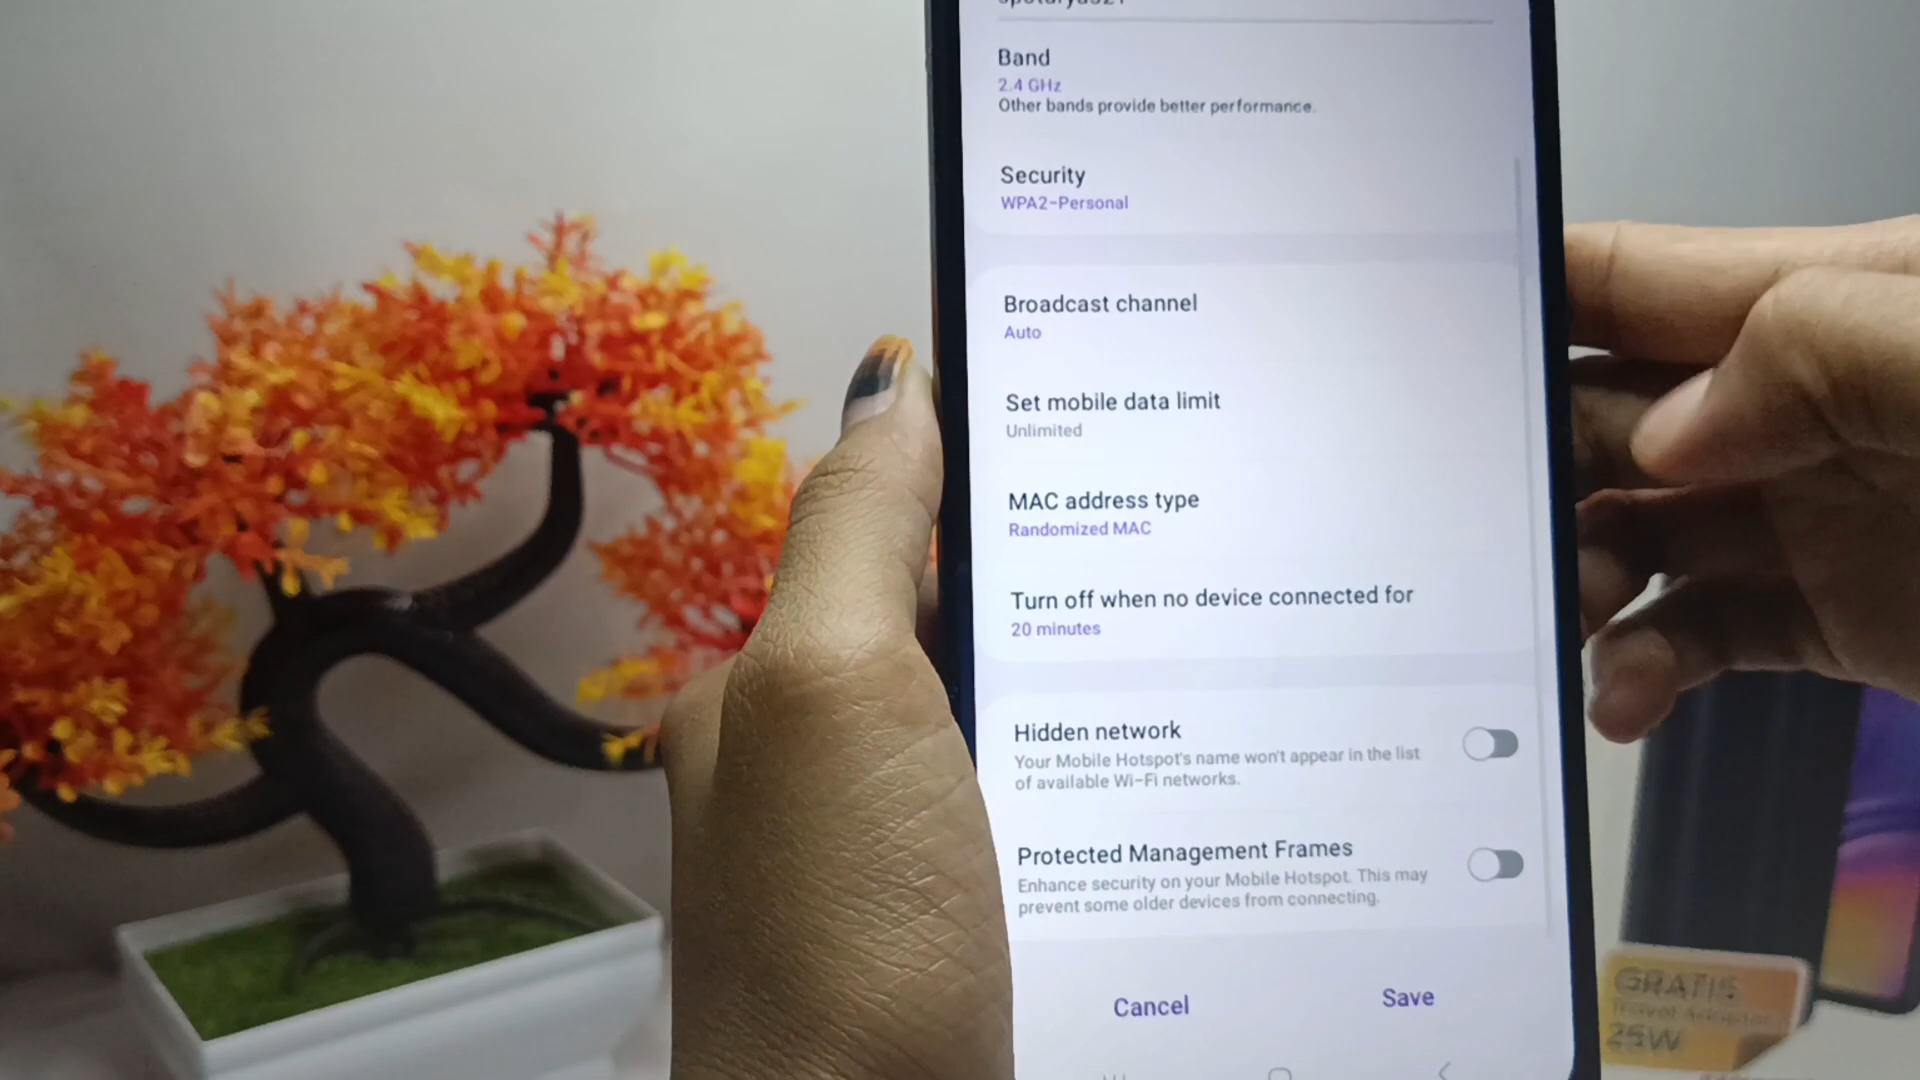 Band
2.4 GHz
Other bands provide better performance.
Security
WPA2-Personal
Broadcast channel
Auto
Set mobile data limit
Unlimited
MAC address type
Randomized MAC
Turn off when no device connected for
20 minutes
Hidden network
Your Mobile Hotspot's name won't appear in the list
of available Wi-Fi networks.
Protected Management Frames
Enhance security on your Mobile Hotspot. This may
prevent some older devices from connecting.
Cancel
Save
GRATIS
Travel Adapter
25W